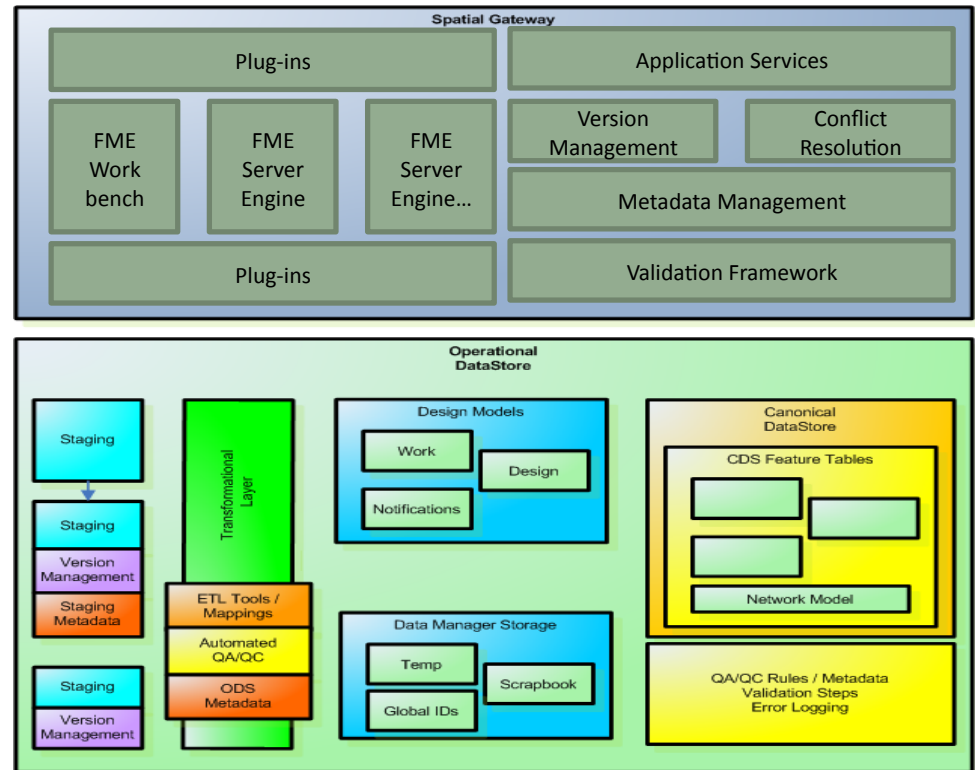 Spatial Gateway
Plug-ins
Application Services
FME
Work
bench
FME
Server
Engine
FME
Server
Engine…
Version
Management
Conflict
Resolution
Metadata Management
Plug-ins
Validation Framework
Operational
DataStore
Staging
Staging
Version
Management
Staging
Metadata
Staging
Version
Management
Transformational
Layer
ETL Tools /
Mappings
Automated
QA/QC
ODS
Metadata
Design Models
Work
Design
Notifications
Data Manager Storage
Temp
Scrapbook
Global IDs
Canonical
DataStore
CDS Feature Tables
Network Model
QA/QC Rules / Metadata
Validation Steps
Error Logging